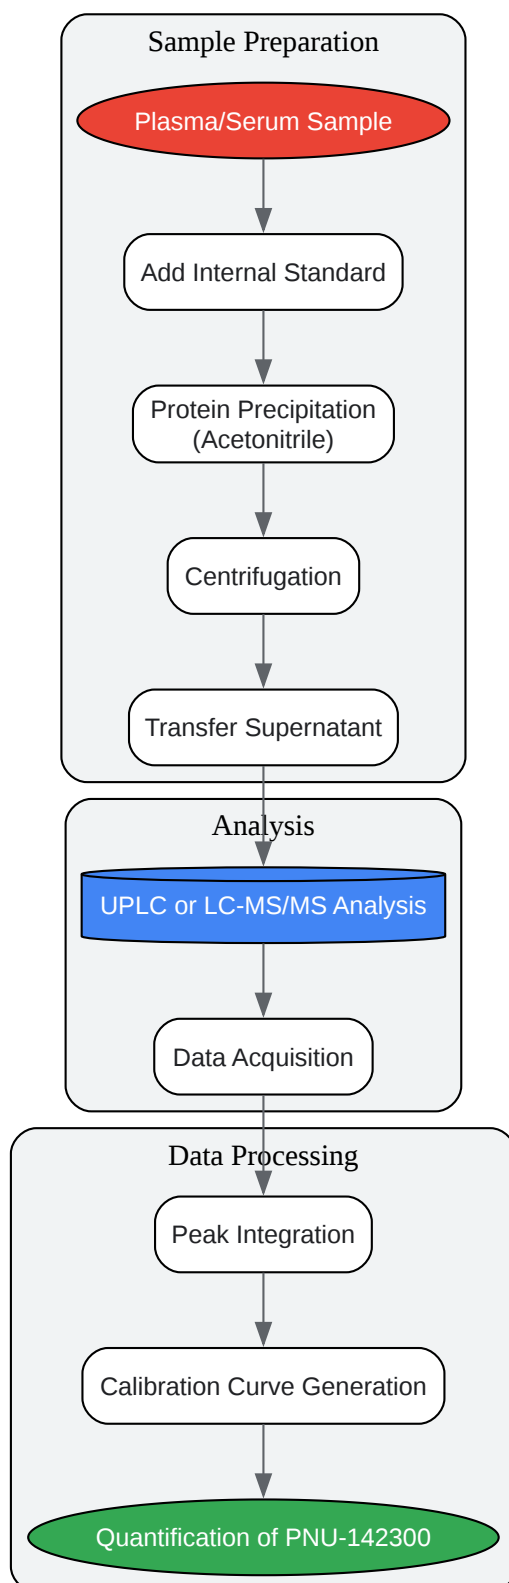 Sample Preparation
Plasma/Serum Sample
Add Internal Standard
Protein Precipitation
(Acetonitrile)
Centrifugation
Transfer Supernatant
Analysis
UPLC or LC-MS/MS Analysis
Data Acquisition
Data Processing
Peak Integration
Calibration Curve Generation
Quantification of PNU-142300